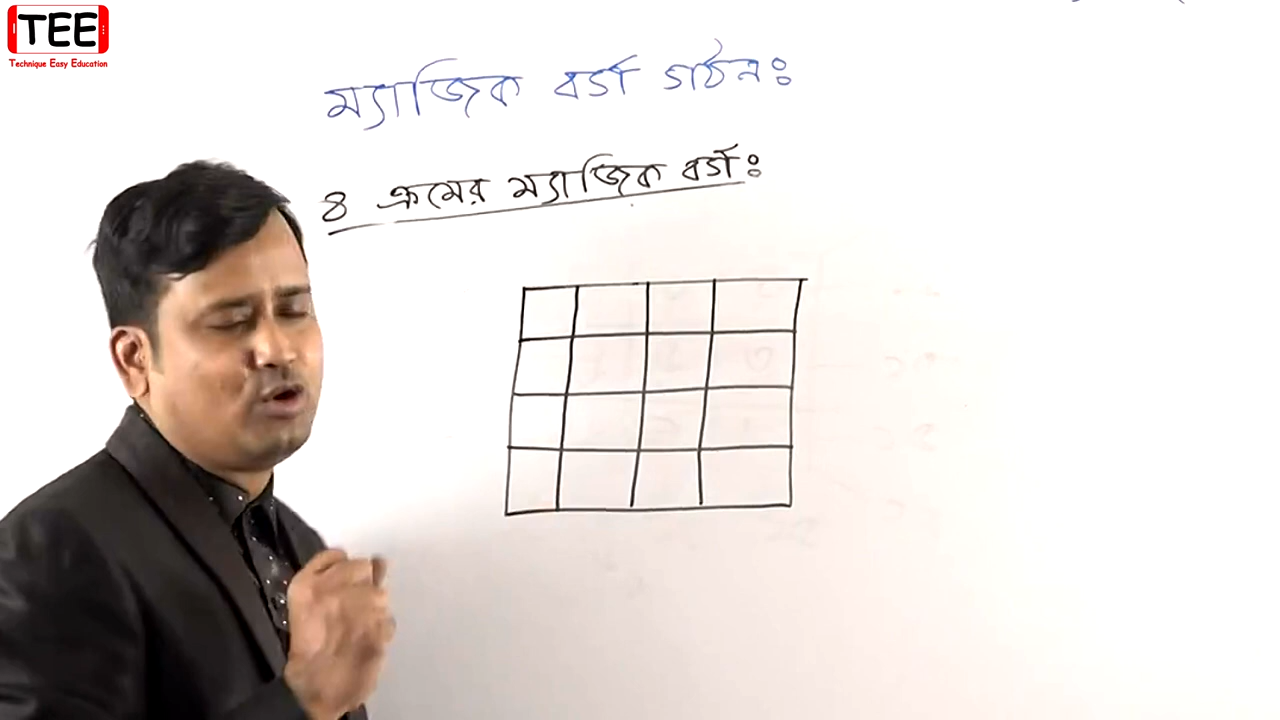 TEE
Technique Easy Education
ম্যাজিক বর্গ গঠনঃ
৪ ক্রমের ম্যাজিক বর্গঃ